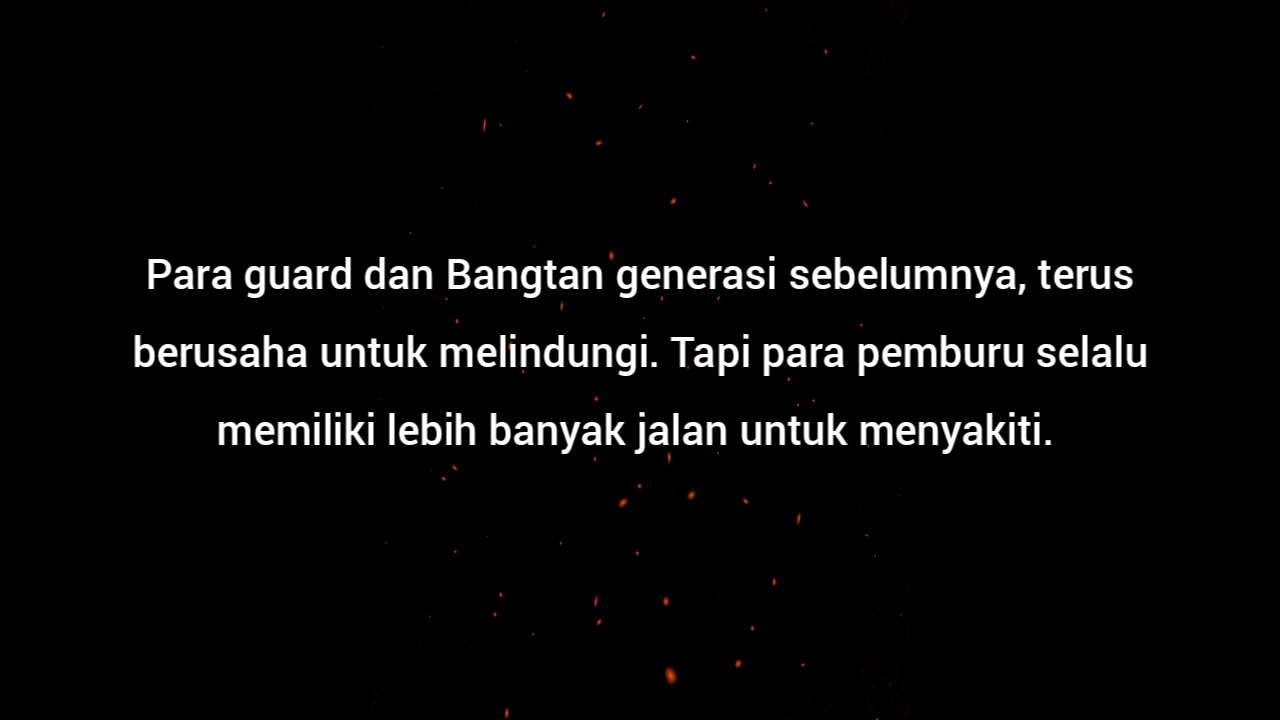 Para guard dan Bangtan generasi sebelumnya, terus
berusaha untuk melindungi. Tapi para pemburu selalu
memiliki lebih banyak jalan untuk menyakiti.